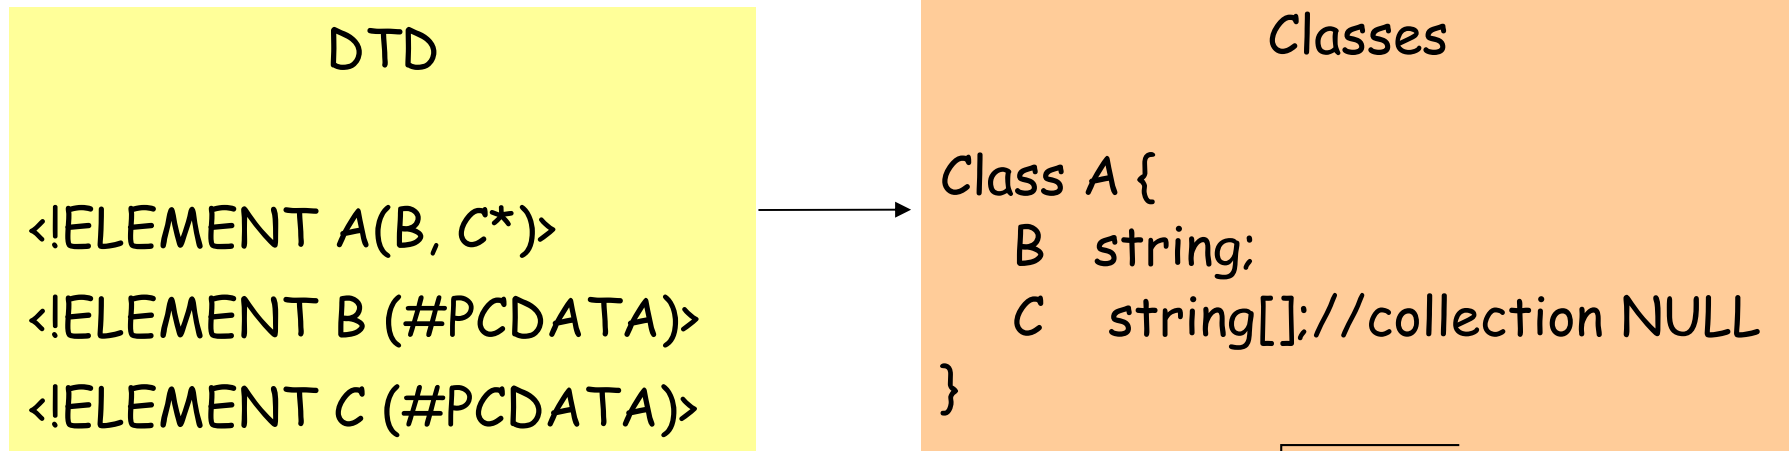 DTD
<!ELEMENT A(B, C*)>
<!ELEMENT B (#PCDATA)>
<!ELEMENT C (#PCDATA)>
Classes
Class A {
B string;
C string[];//collection NULL
}